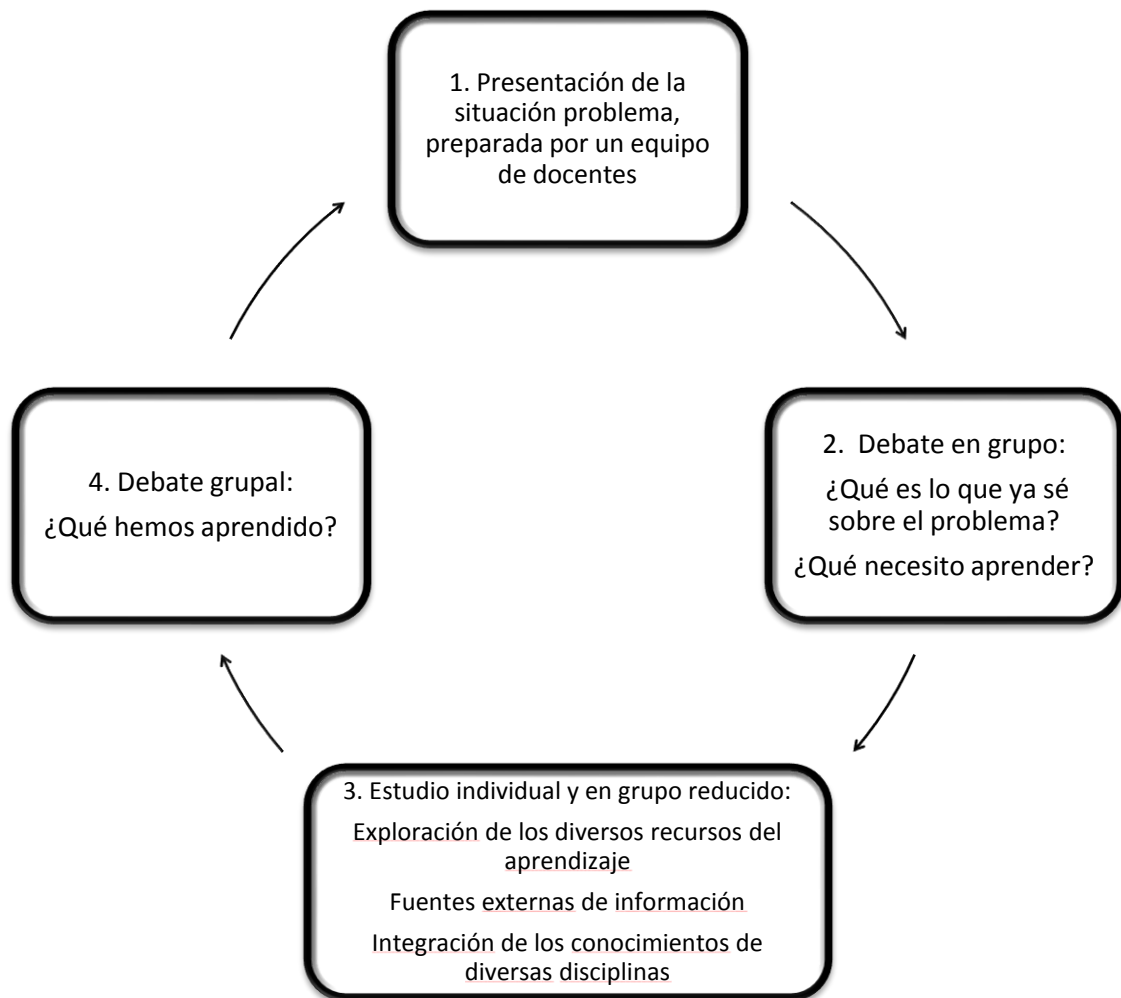 1. Presentación de la
situación problema,
preparada por un equipo
de docentes
2. Debate en grupo:
¿Qué es lo que ya sé
sobre el problema?
¿Qué necesito aprender?
3. Estudio individual y en grupo reducido:
Exploración de los diversos recursos del
aprendizaje
Fuentes externas de información
Integración de los conocimientos de
diversas disciplinas
4. Debate grupal:
¿Qué hemos aprendido?